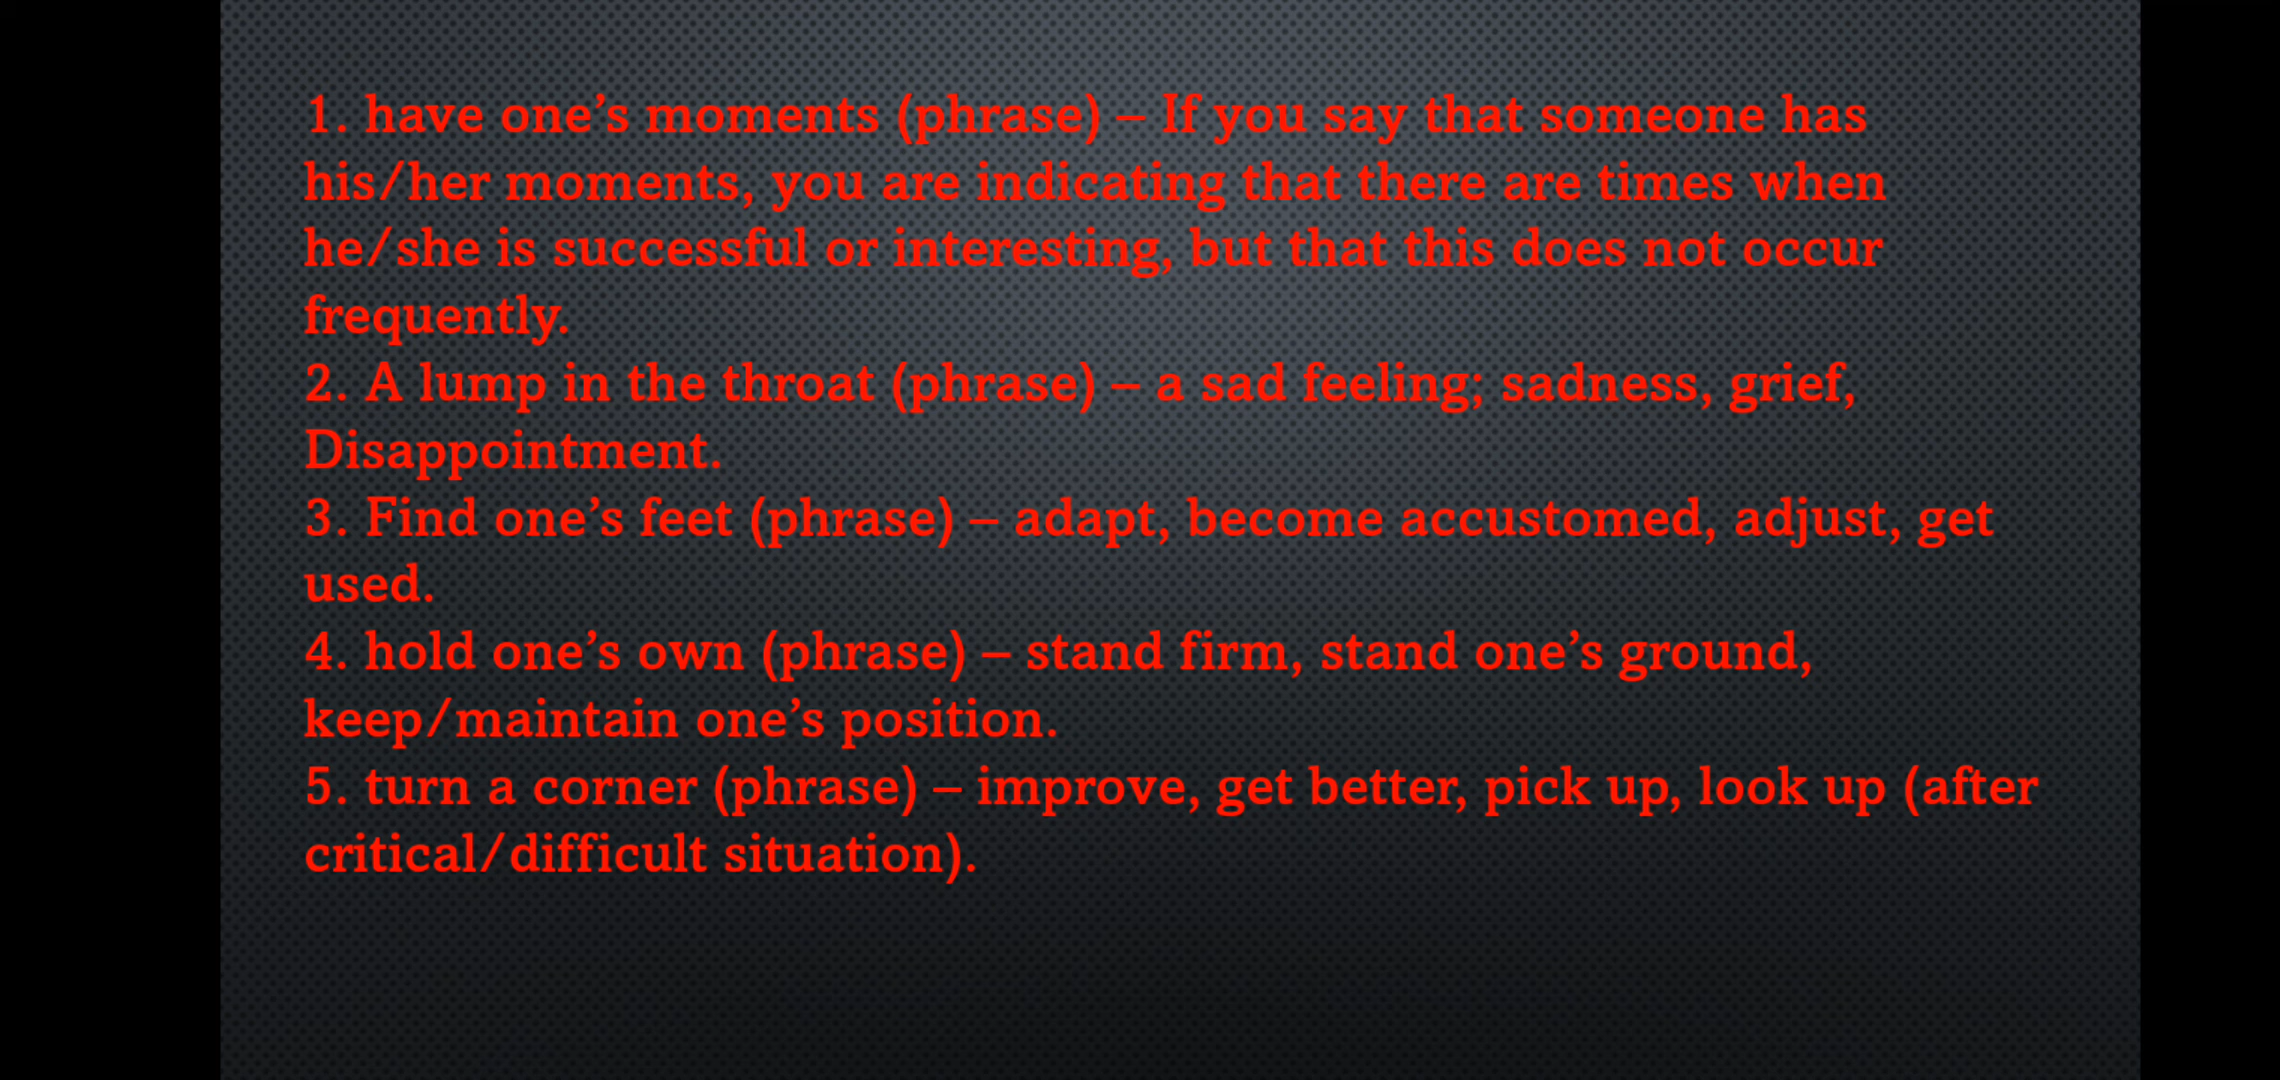 1. have one’s moments (phrase) – If you say that someone has
his/her moments, you are indicating that there are times when
he/she is successful or interesting, but that this does not occur
frequently.
2. A lump in the throat (phrase) – a sad feeling; sadness, grief,
Disappointment.
3. Find one’s feet (phrase) – adapt, become accustomed, adjust, get
used.
4. hold one’s own (phrase) – stand firm, stand one’s ground,
keep/maintain one’s position.
5. turn a corner (phrase) – improve, get better, pick up, look up (after
critical/difficult situation).